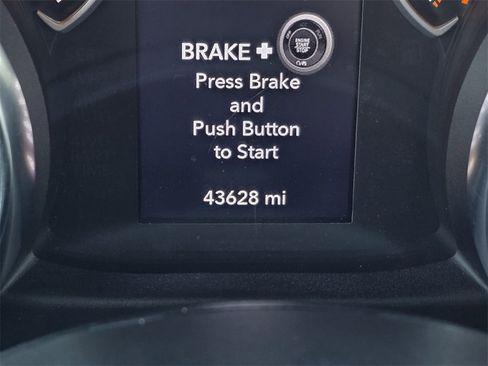 BRAKE +
ENGINE
START
STOP
Press Brake
and
Push Button
to Start
43628 mi